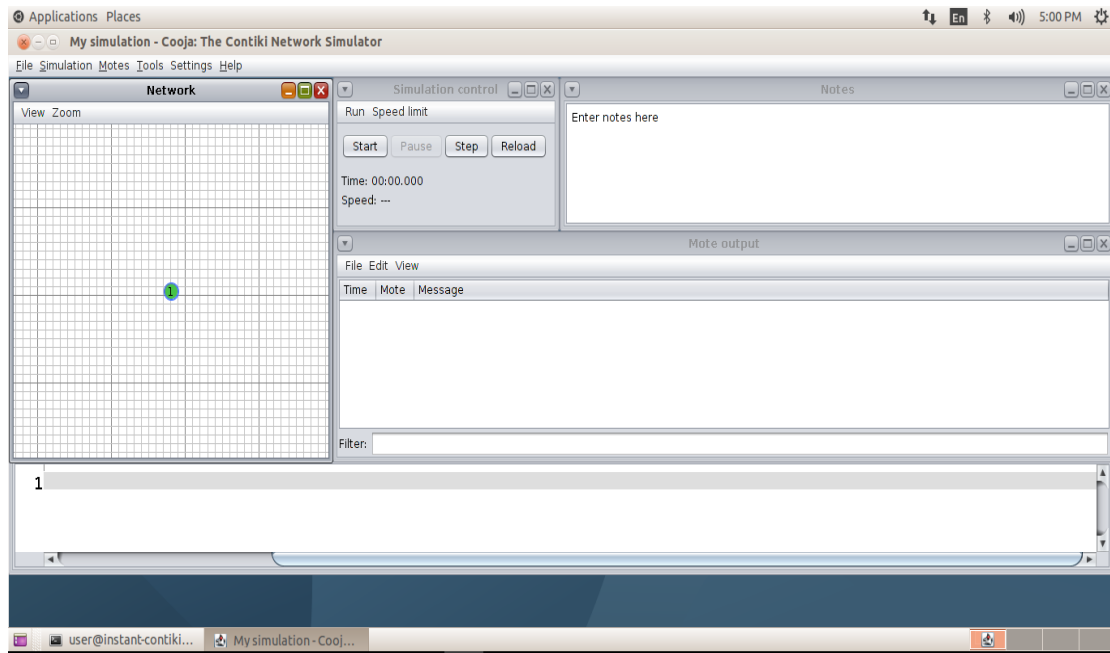 Applications Places
En 5:00 PM
My simulation - Cooja: The Contiki Network Simulator
File Simulation Motes Tools Settings Help
Network
View Zoom
1
Simulation control
Run Speed limit
Start Pause Step Reload
Time: 00:00.000
Speed: ---
Notes
Enter notes here
Mote output
File Edit View
Time Mote Message
Filter:
1
user@instant-contiki...
My simulation - Cooj...